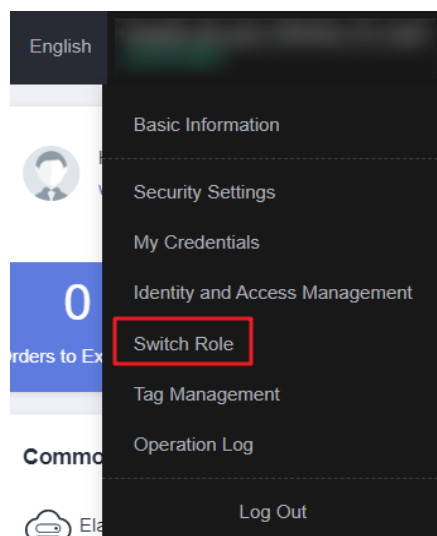 English
Basic Information
Security Settings
My Credentials
Identity and Access Management
0
Switch Role
Orders to Ex
Tag Management
Operation Log
Commo
Log Out
Ela